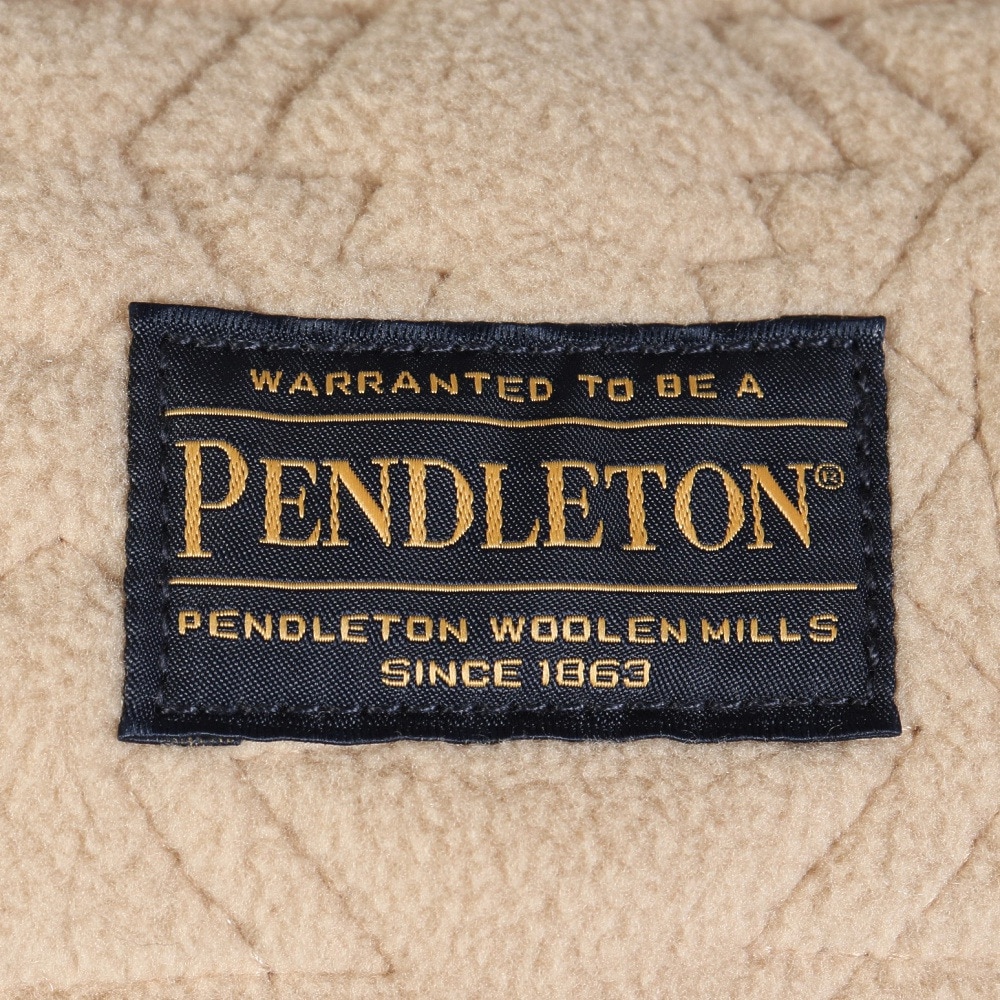 WARRANTED TO BE A
PENDLETON®
PENDLETON WOOLEN MILLS
SINCE 1863